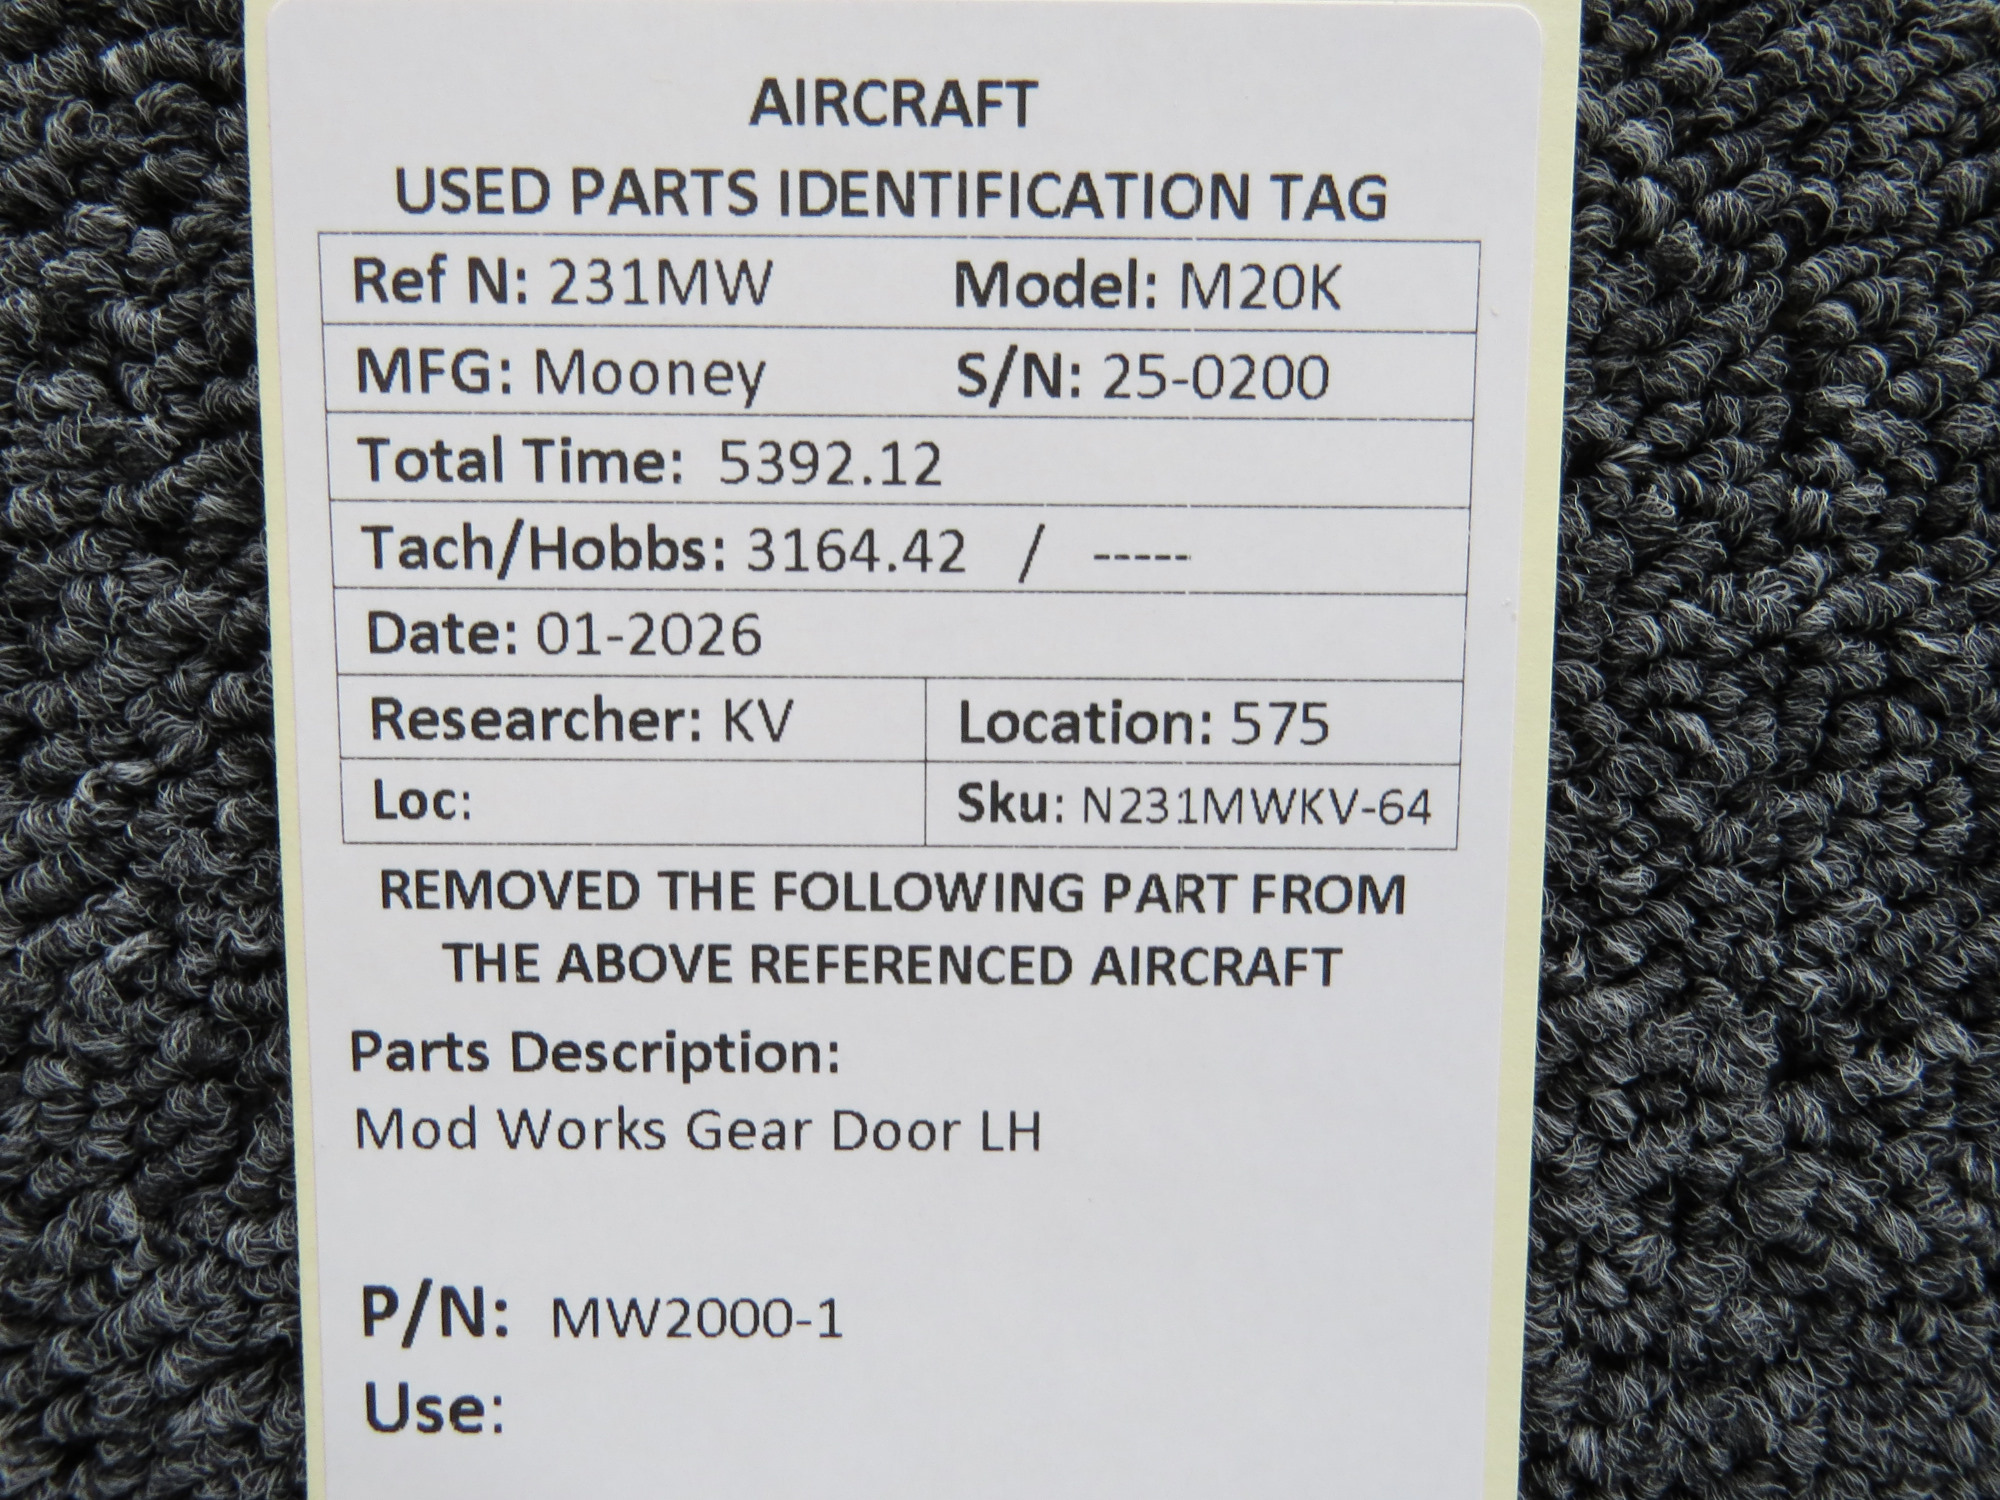 AIRCRAFT
USED PARTS IDENTIFICATION TAG
Ref N: 231MW Model: M20K
MFG: Mooney S/N: 25-0200
Total Time: 5392.12
Tach/Hobbs: 3164.42 / -----
Date: 01-2026
Researcher: KV Location: 575
Loc: Sku: N231MWKV-64
REMOVED THE FOLLOWING PART FROM
THE ABOVE REFERENCED AIRCRAFT
Parts Description:
Mod Works Gear Door LH
P/N: MW2000-1
Use: